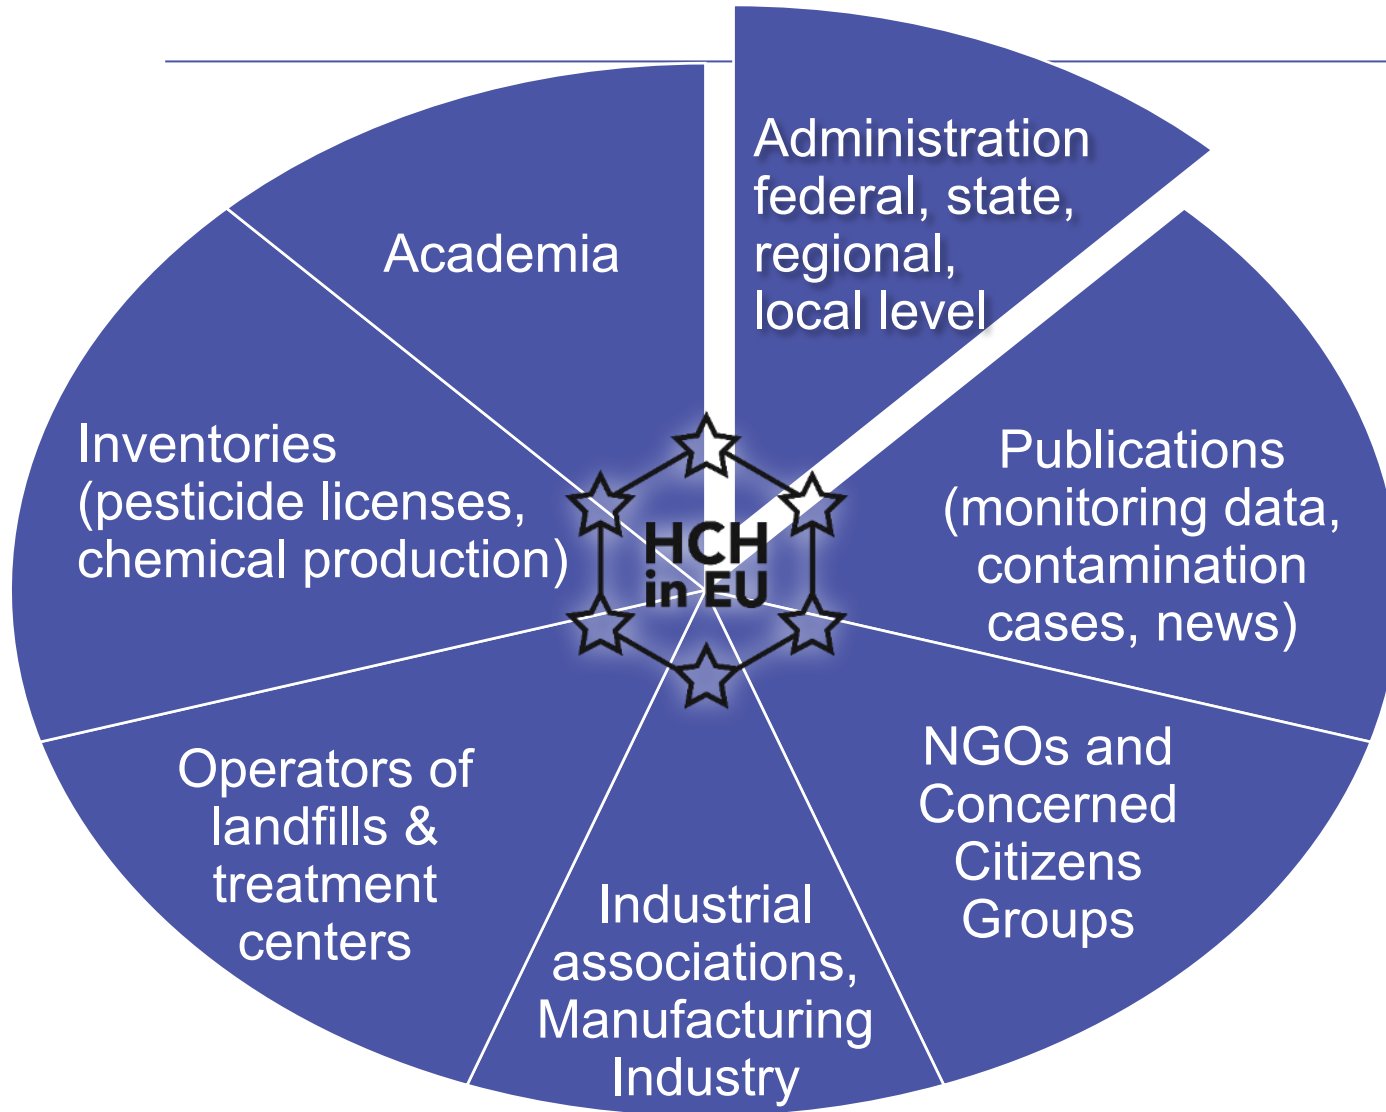 Administration
federal, state,
regional,
local level
Academia
Publications
(monitoring data,
contamination
cases, news)
Inventories
(pesticide licenses,
chemical production)
HCH
in EU
NGOs and
Concerned
Citizens
Groups
Operators of
landfills &
treatment
centers
Industrial
associations,
Manufacturing
Industry